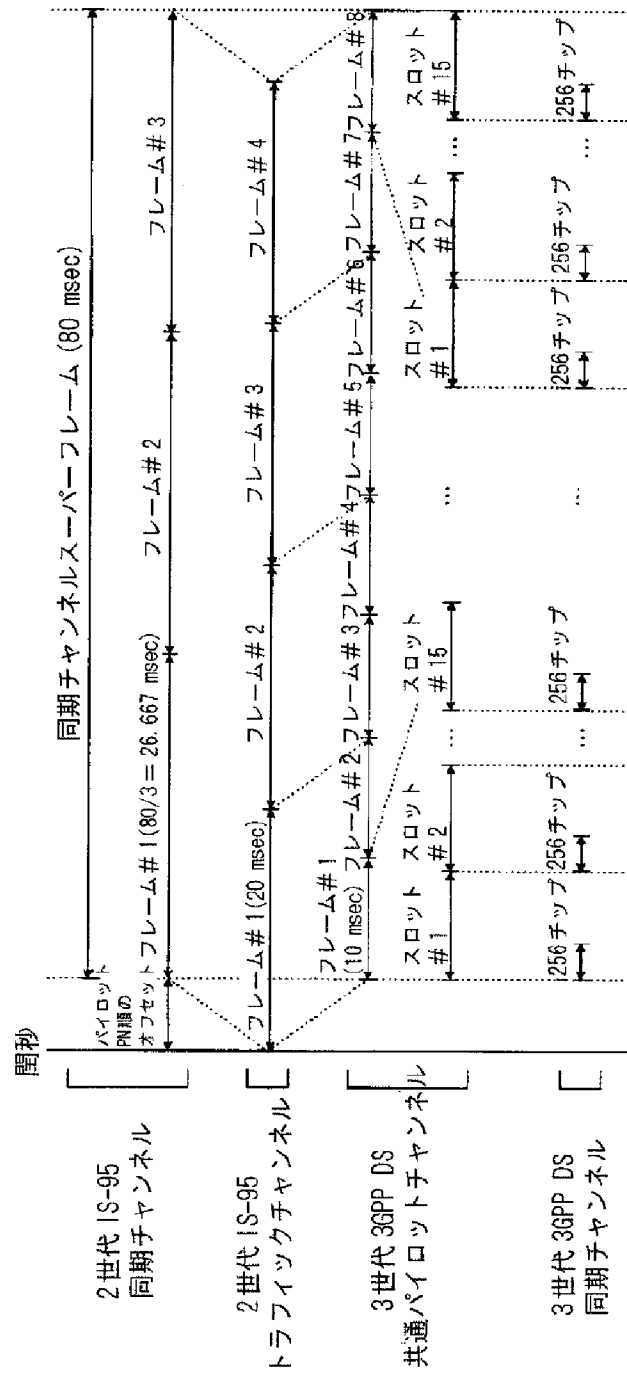 閏秒
2世代 IS-95
同期チャンネル
パイロット
PN順の
オフセット
同期チャンネルスーパーフレーム (80 msec)
フレーム#1(80/3 = 26.667 msec)
フレーム#2
フレーム#3
2世代 IS-95
トラフィックチャンネル
フレーム#1(20 msec)
フレーム#2
フレーム#3
フレーム#4
3世代 3GPP DS
共通パイロットチャンネル
フレーム#1
(10 msec)
フレーム#2
フレーム#3
フレーム#4
フレーム#5
フレーム#6
フレーム#7
フレーム#8
スロット
#1
スロット
#2
…
スロット
#15
…
スロット
#1
スロット
#2
…
スロット
#15
3世代 3GPP DS
同期チャンネル
256チップ
256チップ
…
256チップ
…
256チップ
256チップ
…
256チップ